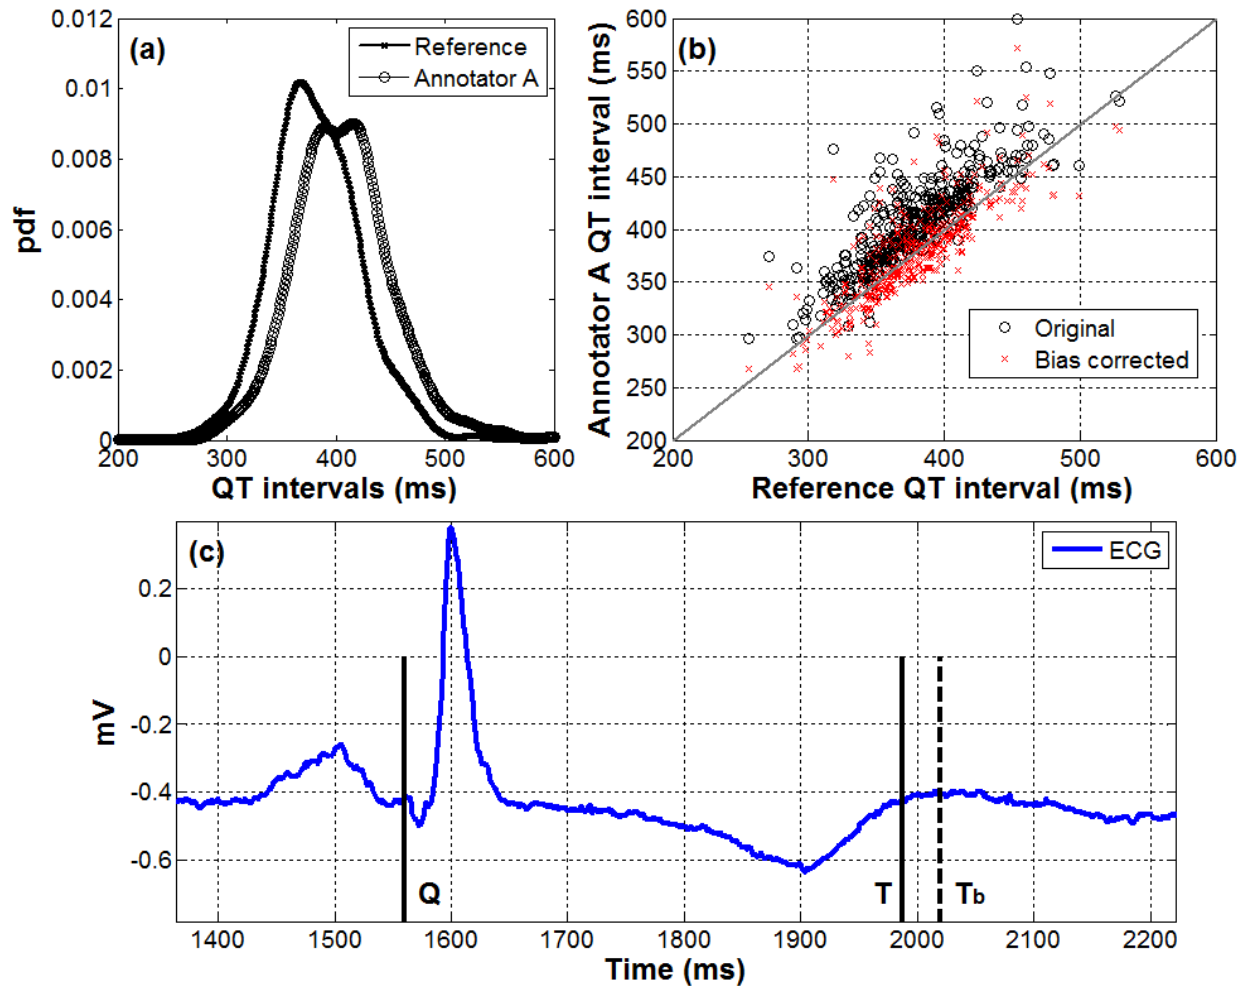 (a)
0.012
0.01
0.008
0.006
0.004
0.002
0
pdf
Reference
Annotator A
200 300 400 500 600
QT intervals (ms)
(b)
600
550
500
450
400
350
300
250
200
Annotator A QT interval (ms)
Original
Bias corrected
200 300 400 500 600
Reference QT interval (ms)
(c)
ECG
0.2
0
-0.2
-0.4
-0.6
mV
Q T Tb
1400 1500 1600 1700 1800 1900 2000 2100 2200
Time (ms)